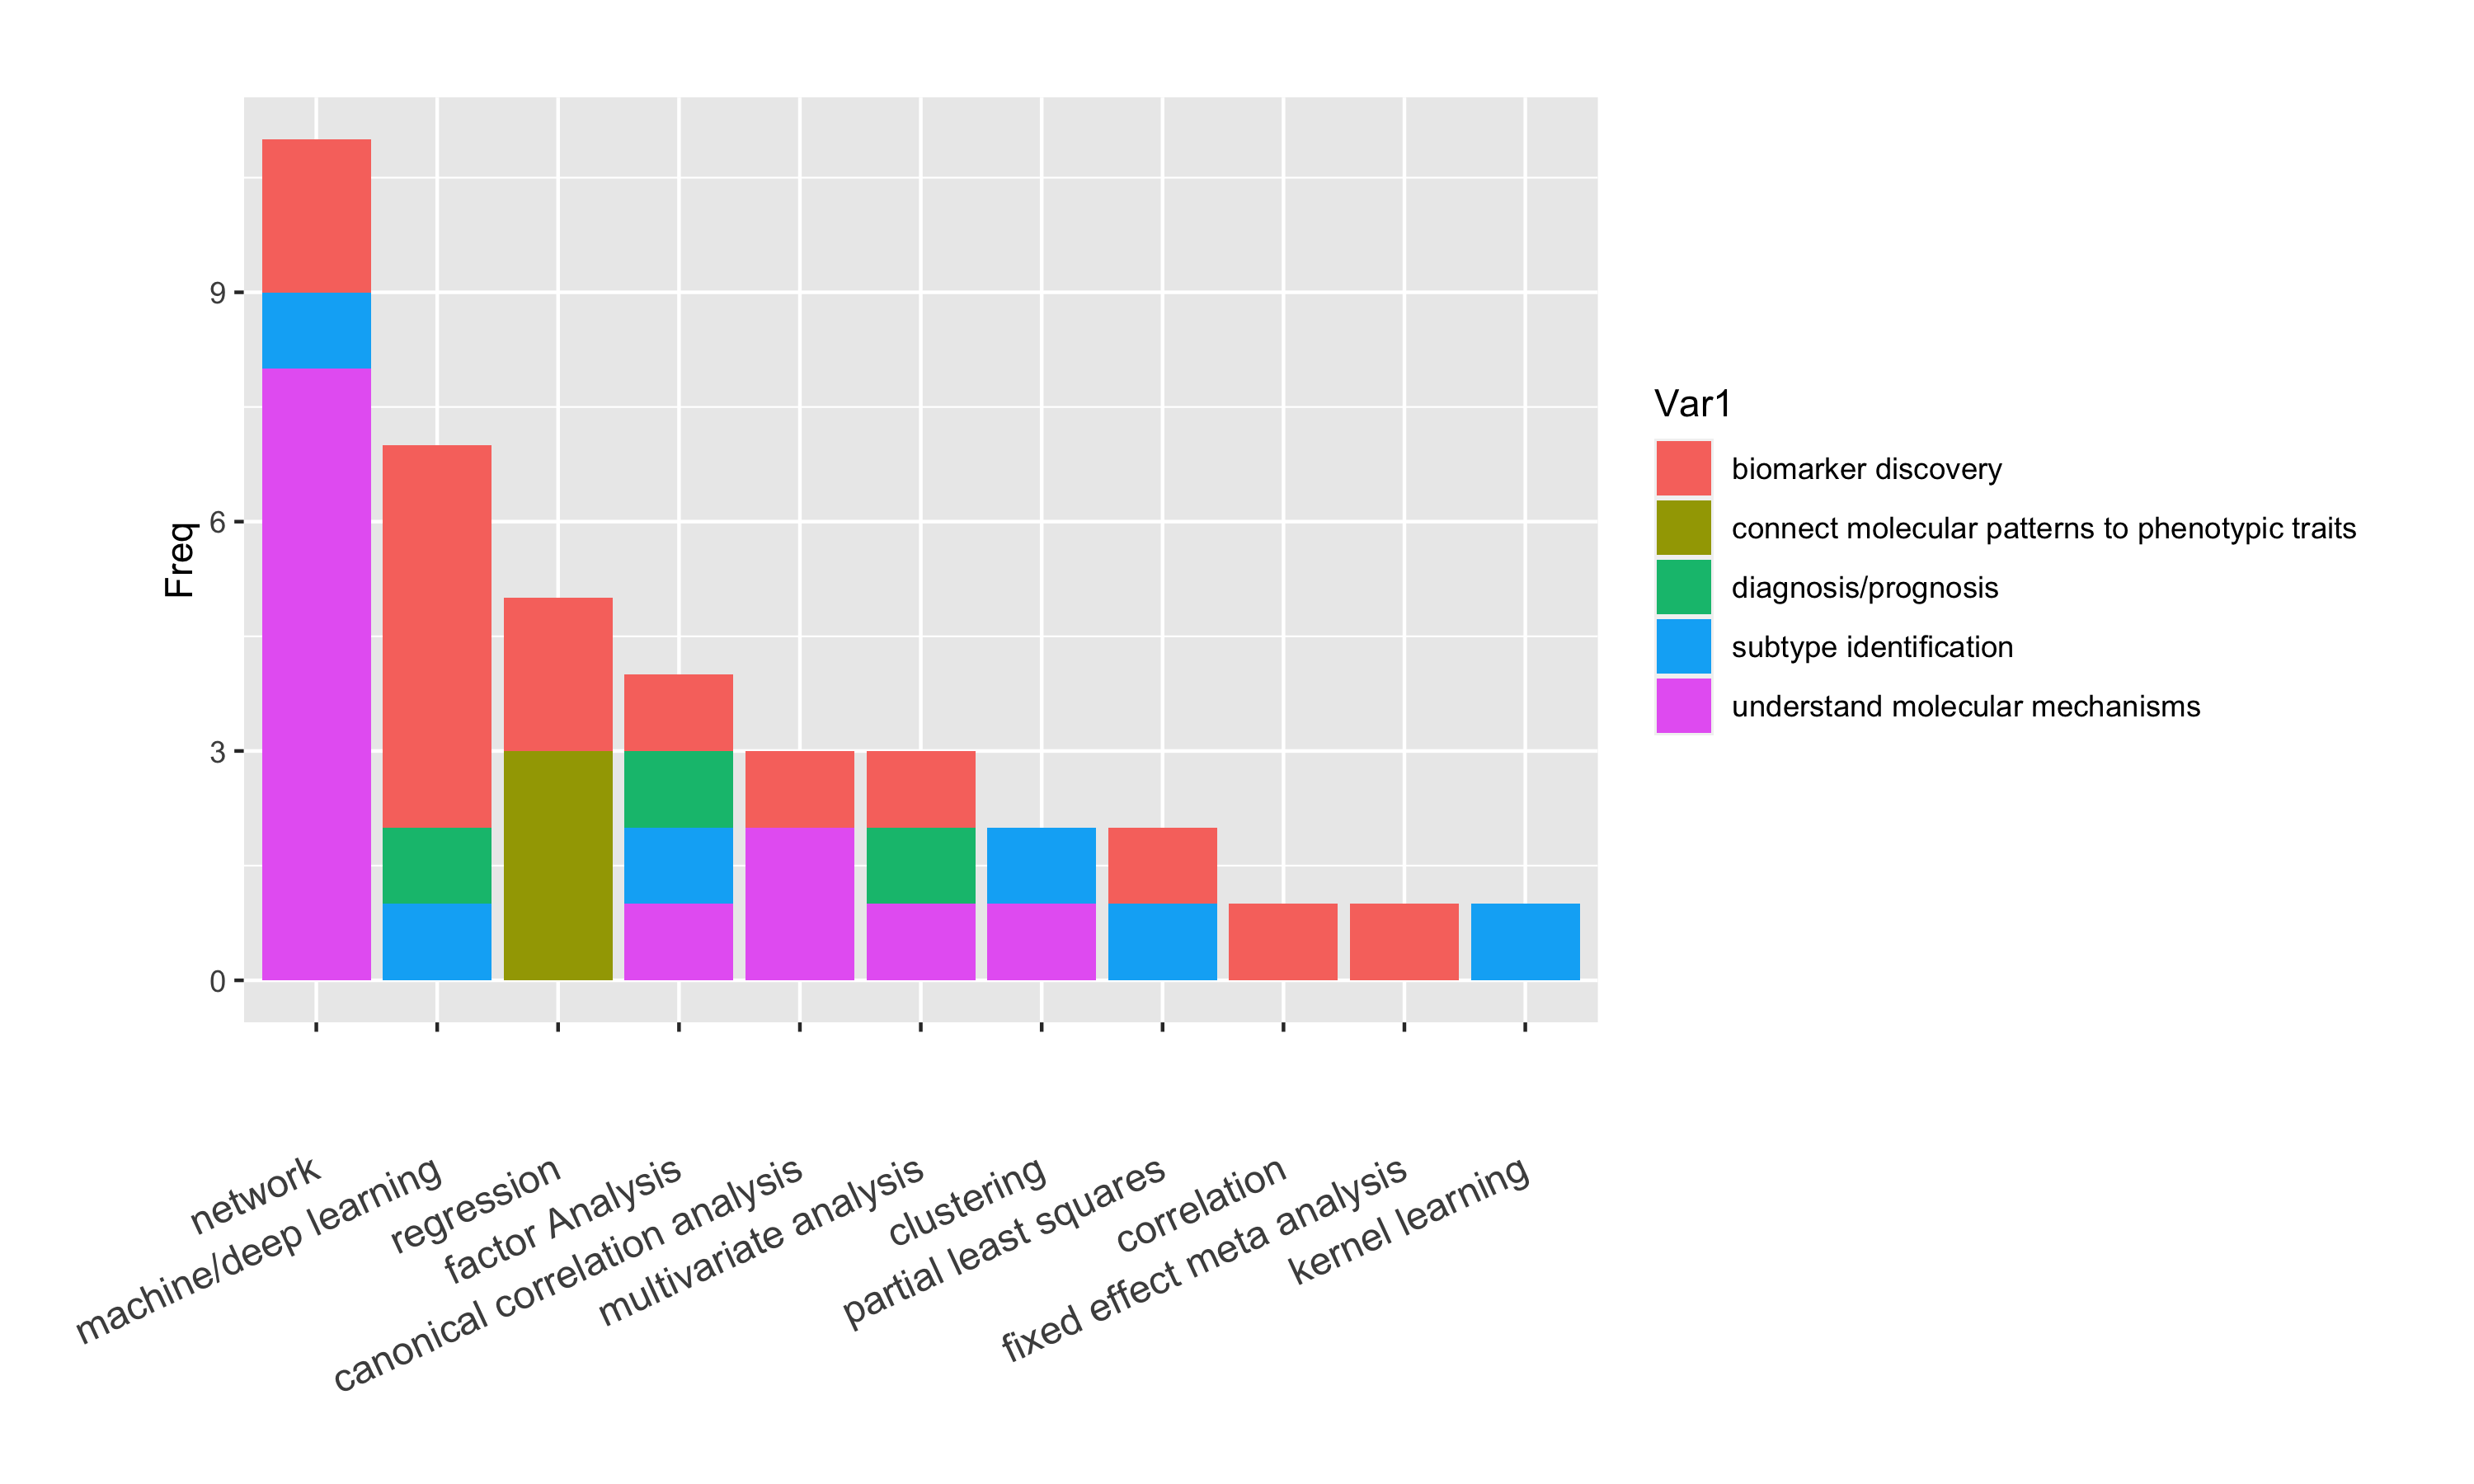 Freq
9
6
3
0
network
machine/deep learning
regression
factor Analysis
canonical correlation analysis
multivariate analysis
clustering
partial least squares
correlation
fixed effect meta analysis
kernel learning
Var1
biomarker discovery
connect molecular patterns to phenotypic traits
diagnosis/prognosis
subtype identification
understand molecular mechanisms